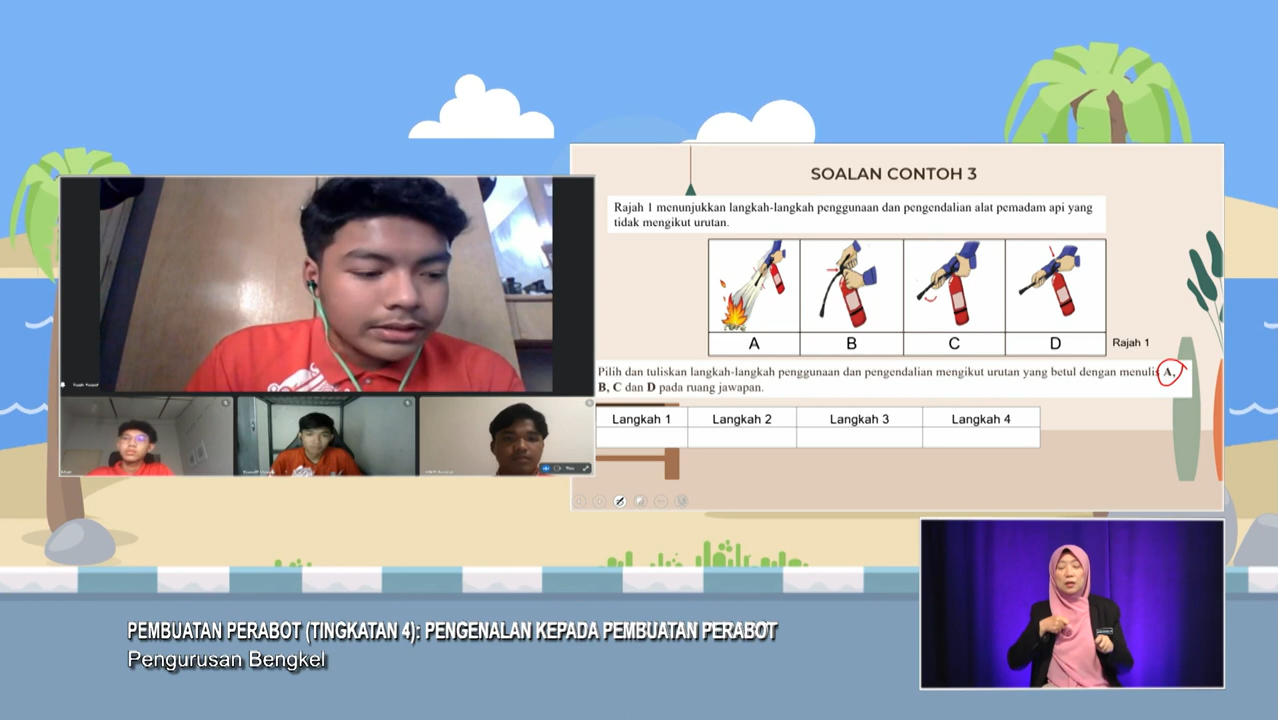 SOALAN CONTOH 3
Rajah 1 menunjukkan langkah-langkah penggunaan dan pengendalian alat pemadam api yang
tidak mengikut urutan.
A B C D
Rajah 1
Pilih dan tuliskan langkah-langkah penggunaan dan pengendalian mengikut urutan yang betul dengan menulis A,
B, C dan D pada ruang jawapan.
Langkah 1 Langkah 2 Langkah 3 Langkah 4
PEMBUATAN PERABOT (TINGKATAN 4): PENGENALAN KEPADA PEMBUATAN PERABOT
Pengurusan Bengkel